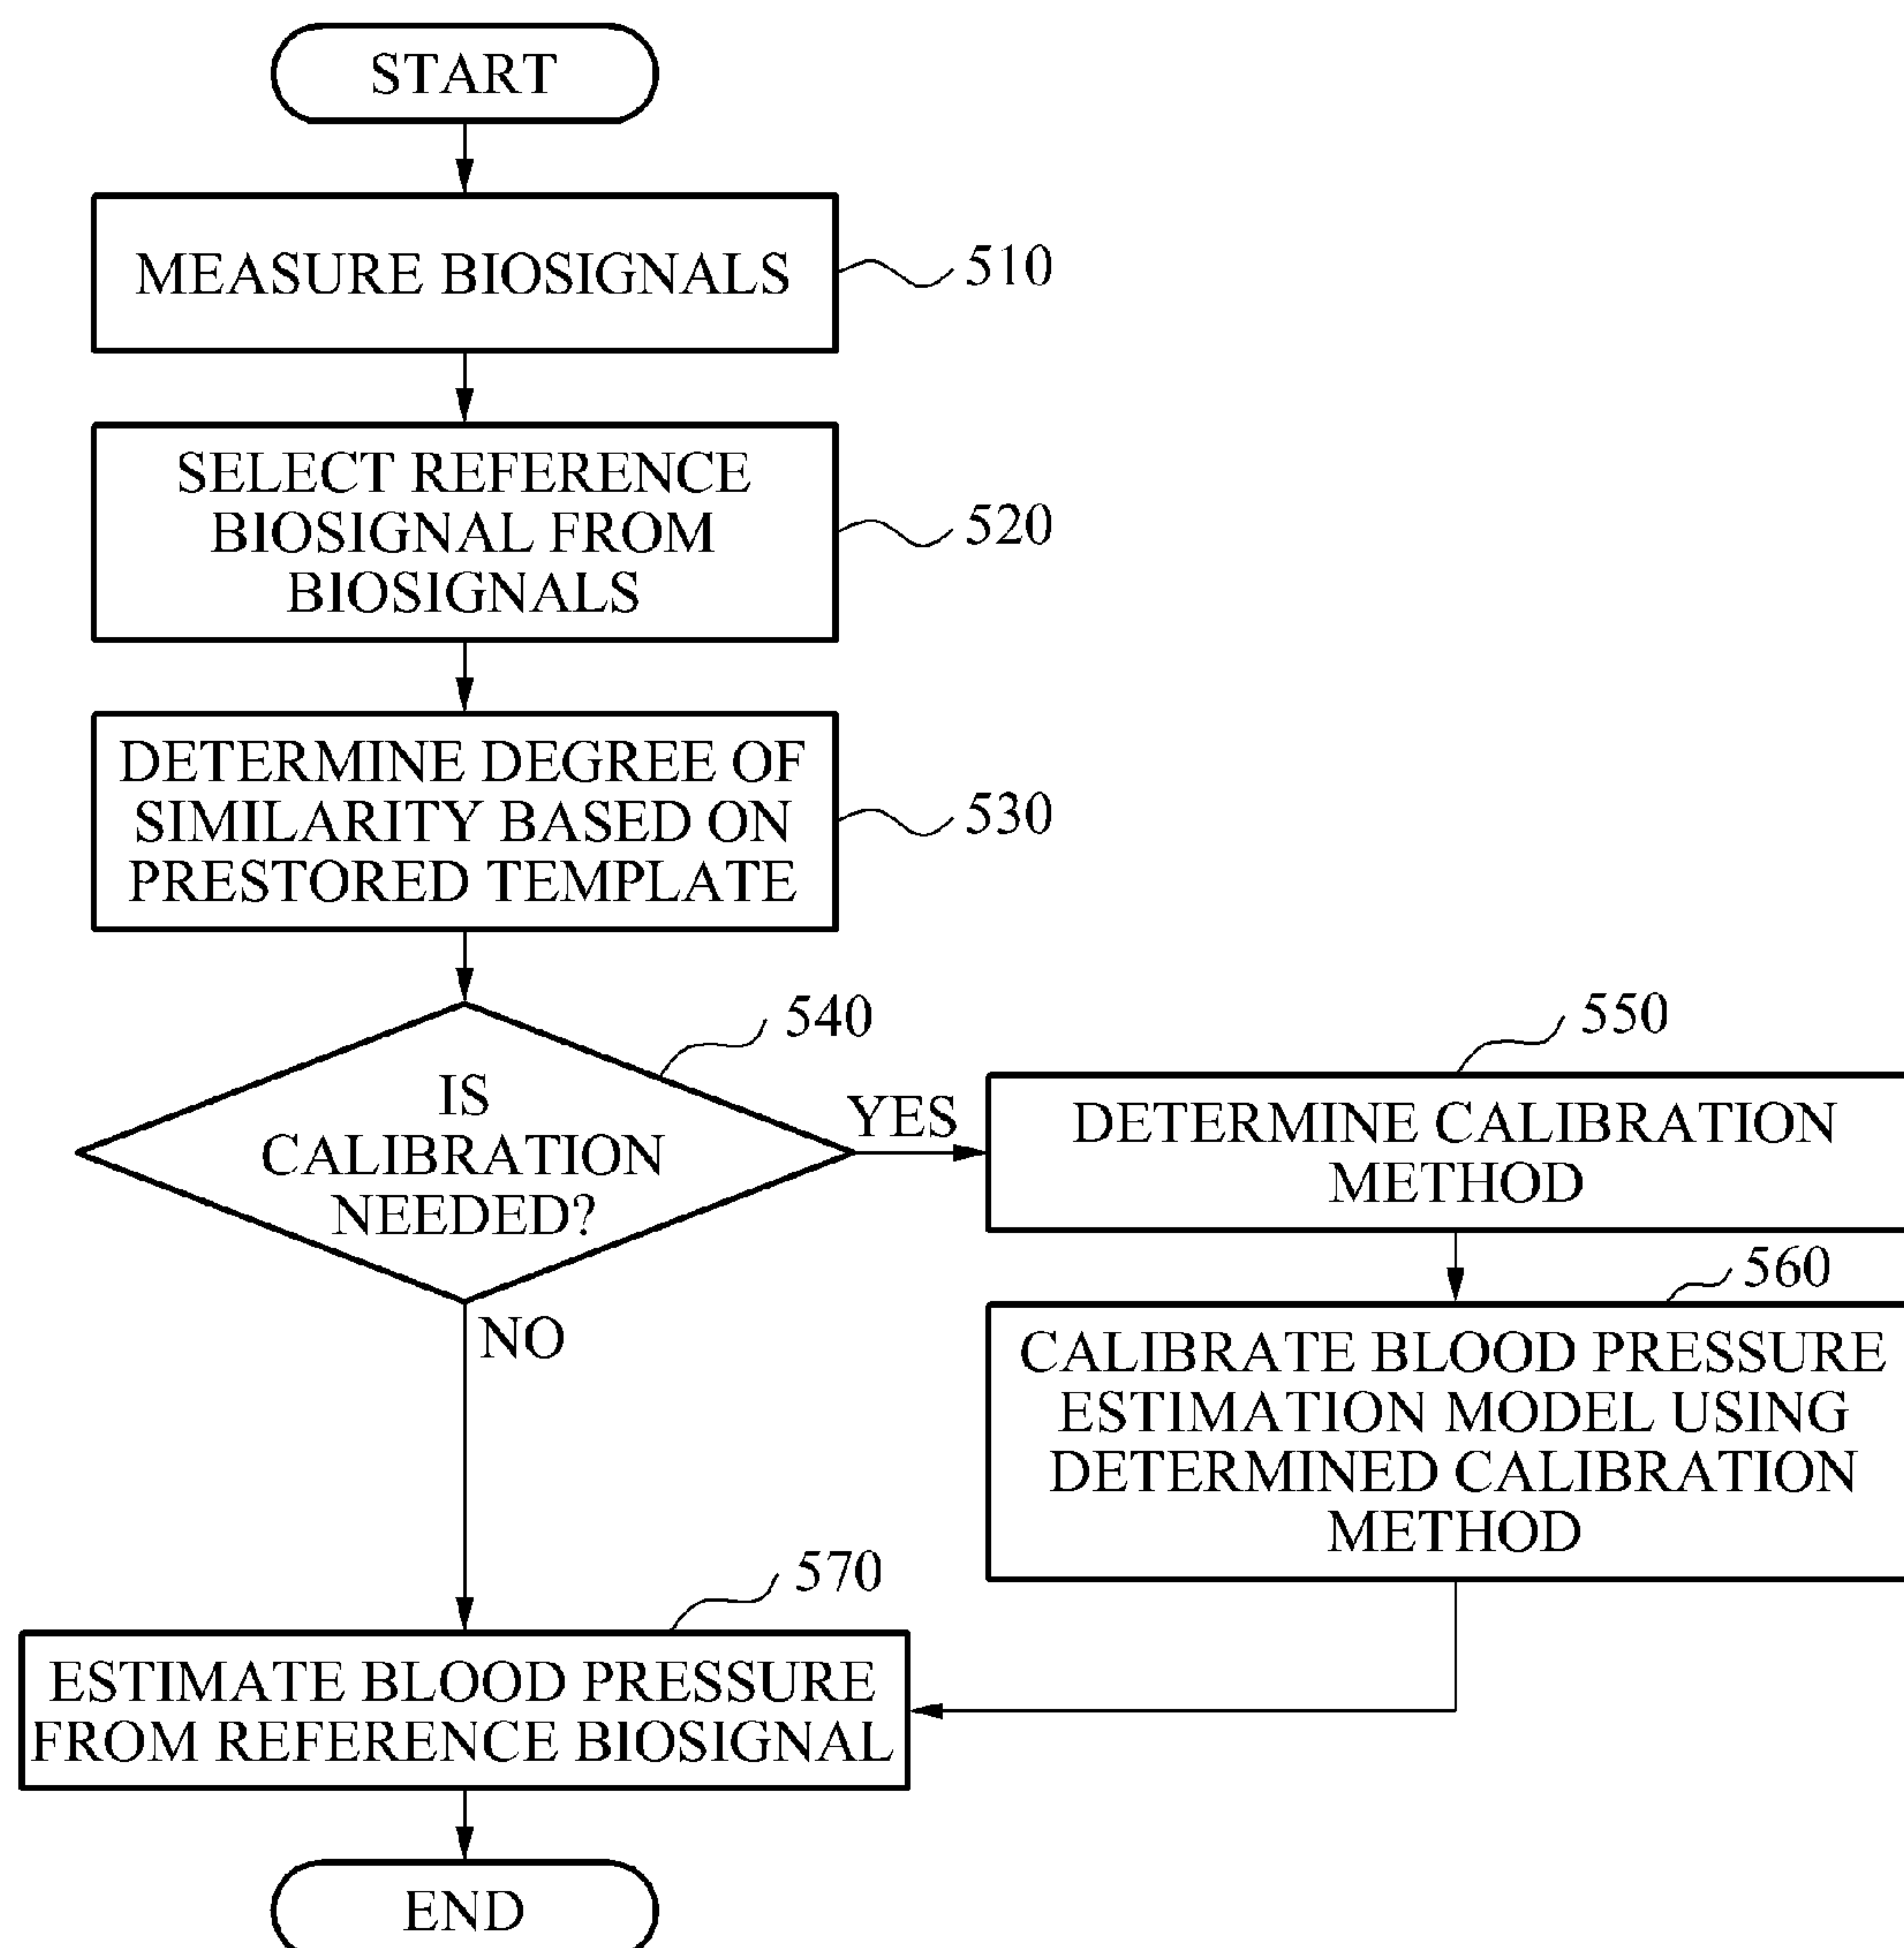 START
MEASURE BIOSIGNALS
510
SELECT REFERENCE
BIOSIGNAL FROM
BIOSIGNALS
520
DETERMINE DEGREE OF
SIMILARITY BASED ON
PRESTORED TEMPLATE
530
540
IS
CALIBRATION
NEEDED?
YES
NO
550
DETERMINE CALIBRATION
METHOD
560
CALIBRATE BLOOD PRESSURE
ESTIMATION MODEL USING
DETERMINED CALIBRATION
METHOD
570
ESTIMATE BLOOD PRESSURE
FROM REFERENCE BIOSIGNAL
END